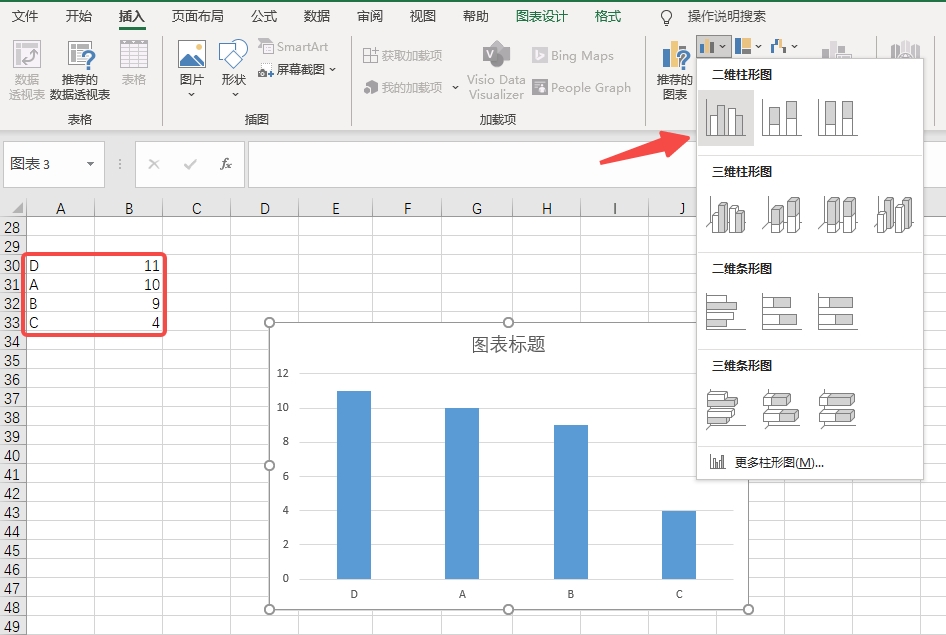 文件 开始 插入 页面布局 公式 数据 审阅 视图 帮助 图表设计 格式 操作说明搜索
数据透视表
推荐的数据透视表
表格
图片
形状
SmartArt
屏幕截图
获取加载项
我的加载项
Visio Data
Visualizer
Bing Maps
People Graph
推荐的
图表
表格 插图 加载项
图表 3
fx
A B C D E F G H I J
28
29
30 D 11
31 A 10
32 B 9
33 C 4
34
35
36
37
38
39
40
41
42
43
44
45
46
47
48
49
图表标题
12
10
8
6
4
2
0
D A B C
二维柱形图
三维柱形图
二维条形图
三维条形图
更多柱形图(M)...